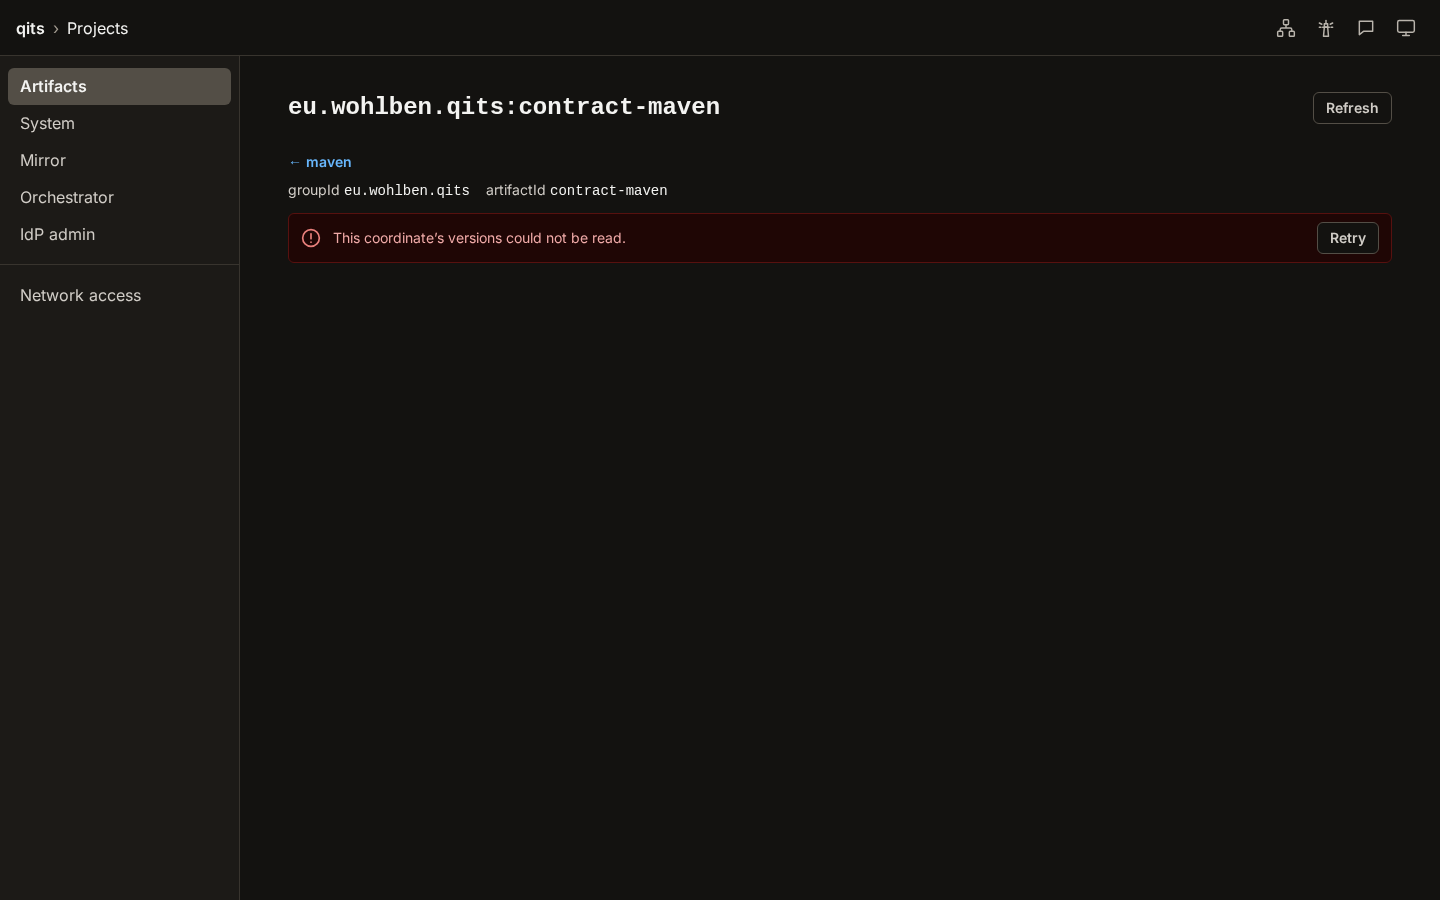 qits › Projects
Artifacts
System
Mirror
Orchestrator
IdP admin
Network access
eu.wohlben.qits:contract-maven
Refresh
← maven
groupId eu.wohlben.qits artifactId contract-maven
This coordinate’s versions could not be read.
Retry